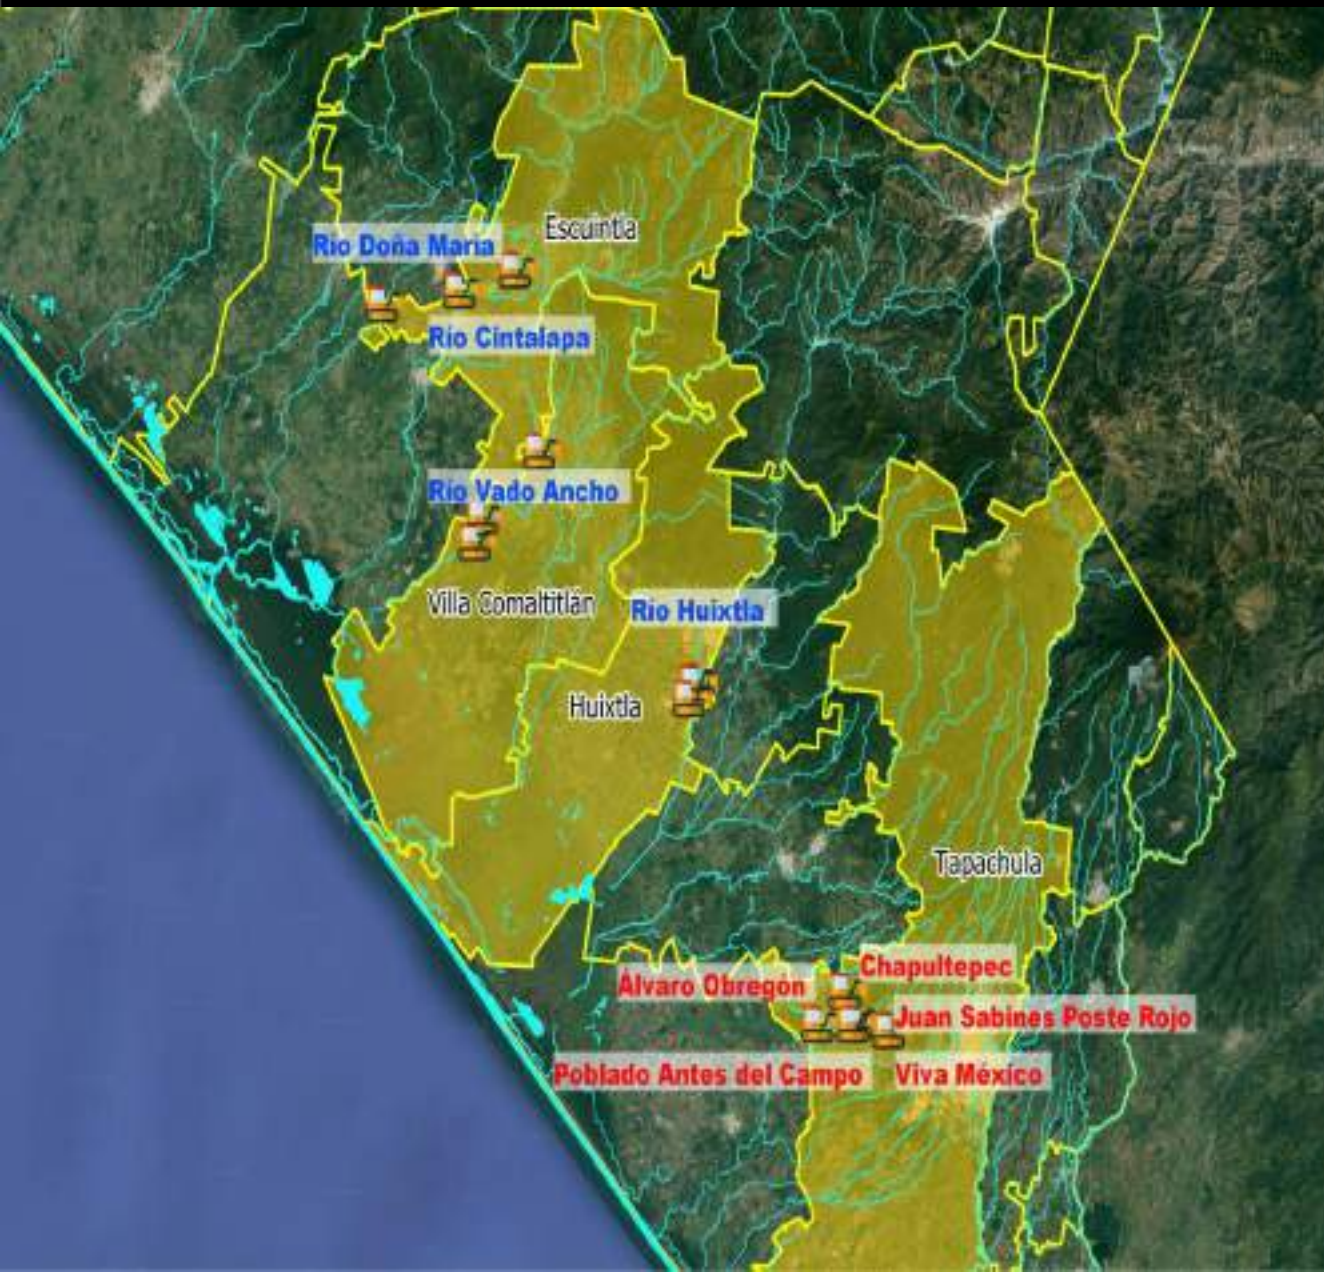 Escuintla
Río Doña María
Río Cintalapa
Río Vado Ancho
Villa Comaltitlán
Río Huixtla
Huixtla
Tapachula
Chapultepec
Álvaro Obregón
Juan Sabines Poste Rojo
Poblado Antes del Campo
Viva México